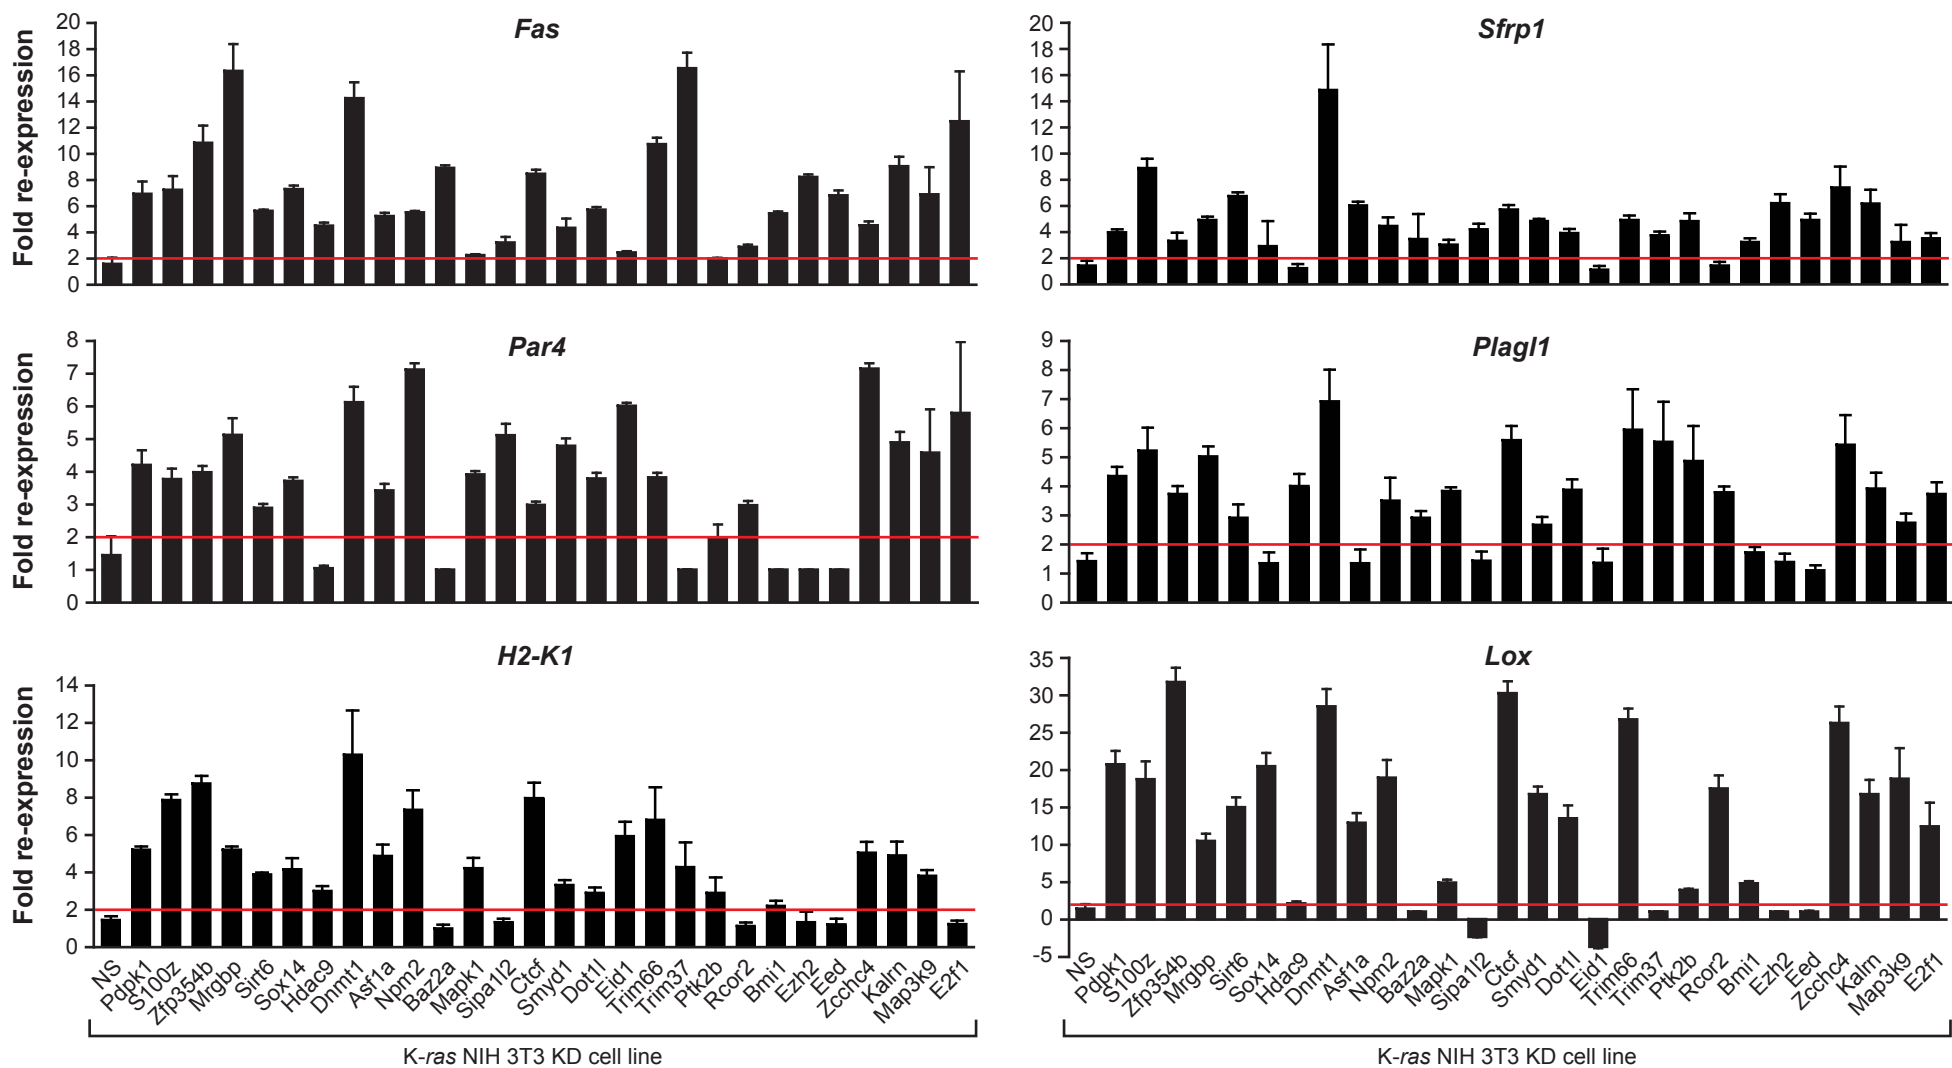 Fas
Fold re-expression
20
18
16
14
12
10
8
6
4
2
0
Sfrp1
20
18
16
14
12
10
8
6
4
2
0
Par4
Fold re-expression
8
7
6
5
4
3
2
1
0
Plagl1
9
8
7
6
5
4
3
2
1
0
H2-K1
Fold re-expression
14
12
10
8
6
4
2
0
NS
Pdpk1
S100z
Zfp354b
Mrgbp
Sirt6
Sox14
Hdac9
Dnmt1
Asf1a
Npm2
Baz2a
Mapk1
Sipa1l2
Ctcf
Smyd1
Dot1l
Eid1
Trim66
Trim37
Ptk2b
Rcor2
Bmi1
Ezh2
Eed
Zcchc4
Kalrn
Map3k9
E2f1
K-ras NIH 3T3 KD cell line
Lox
35
30
25
20
15
10
5
0
-5
NS
Pdpk1
S100z
Zfp354b
Mrgbp
Sirt6
Sox14
Hdac9
Dnmt1
Asf1a
Npm2
Baz2a
Mapk1
Sipa1l2
Ctcf
Smyd1
Dot1l
Eid1
Trim66
Trim37
Ptk2b
Rcor2
Bmi1
Ezh2
Eed
Zcchc4
Kalrn
Map3k9
E2f1
K-ras NIH 3T3 KD cell line